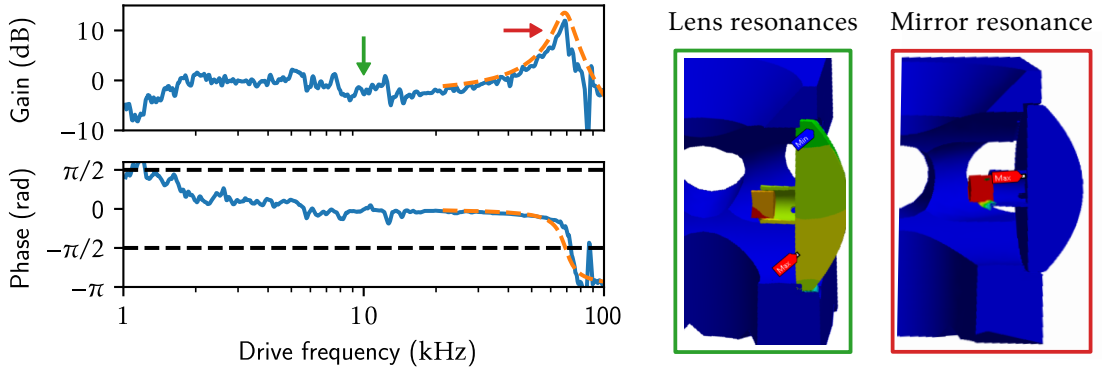 Lens resonances
Mirror resonance
Gain (dB)
10
0
−10
Min
Max
Max
Phase (rad)
π/2
0
−π/2
−π
1
10
100
Drive frequency (kHz)